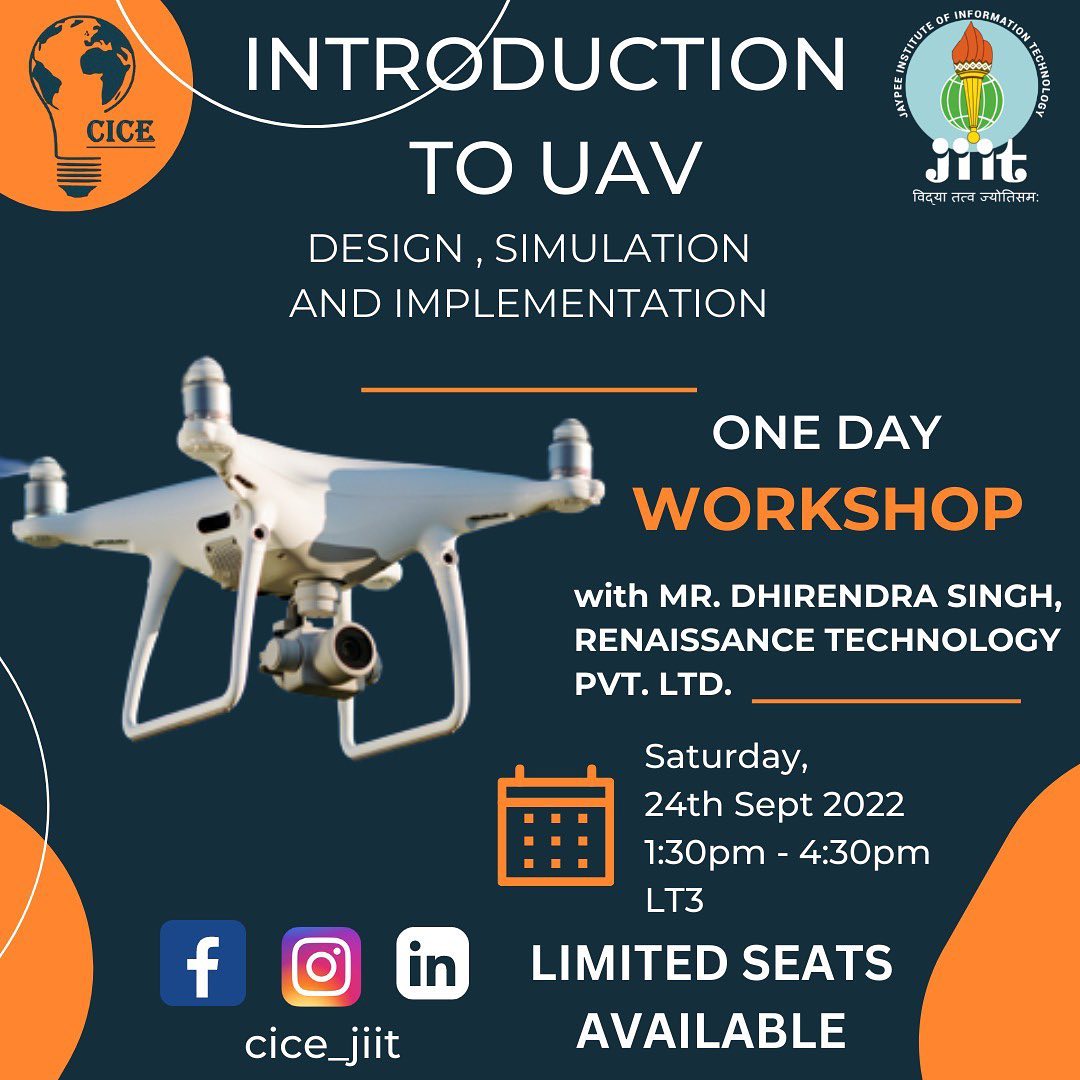 CICE
INTRODUCTION
TO UAV
DESIGN , SIMULATION
AND IMPLEMENTATION
JAYPEE INSTITUTE OF INFORMATION TECHNOLOGY
jiit
विद्या तत्व ज्योतिसम:
ONE DAY
WORKSHOP
with MR. DHIRENDRA SINGH,
RENAISSANCE TECHNOLOGY
PVT. LTD.
Saturday,
24th Sept 2022
1:30pm - 4:30pm
LT3
f
in
cice_jiit
LIMITED SEATS
AVAILABLE